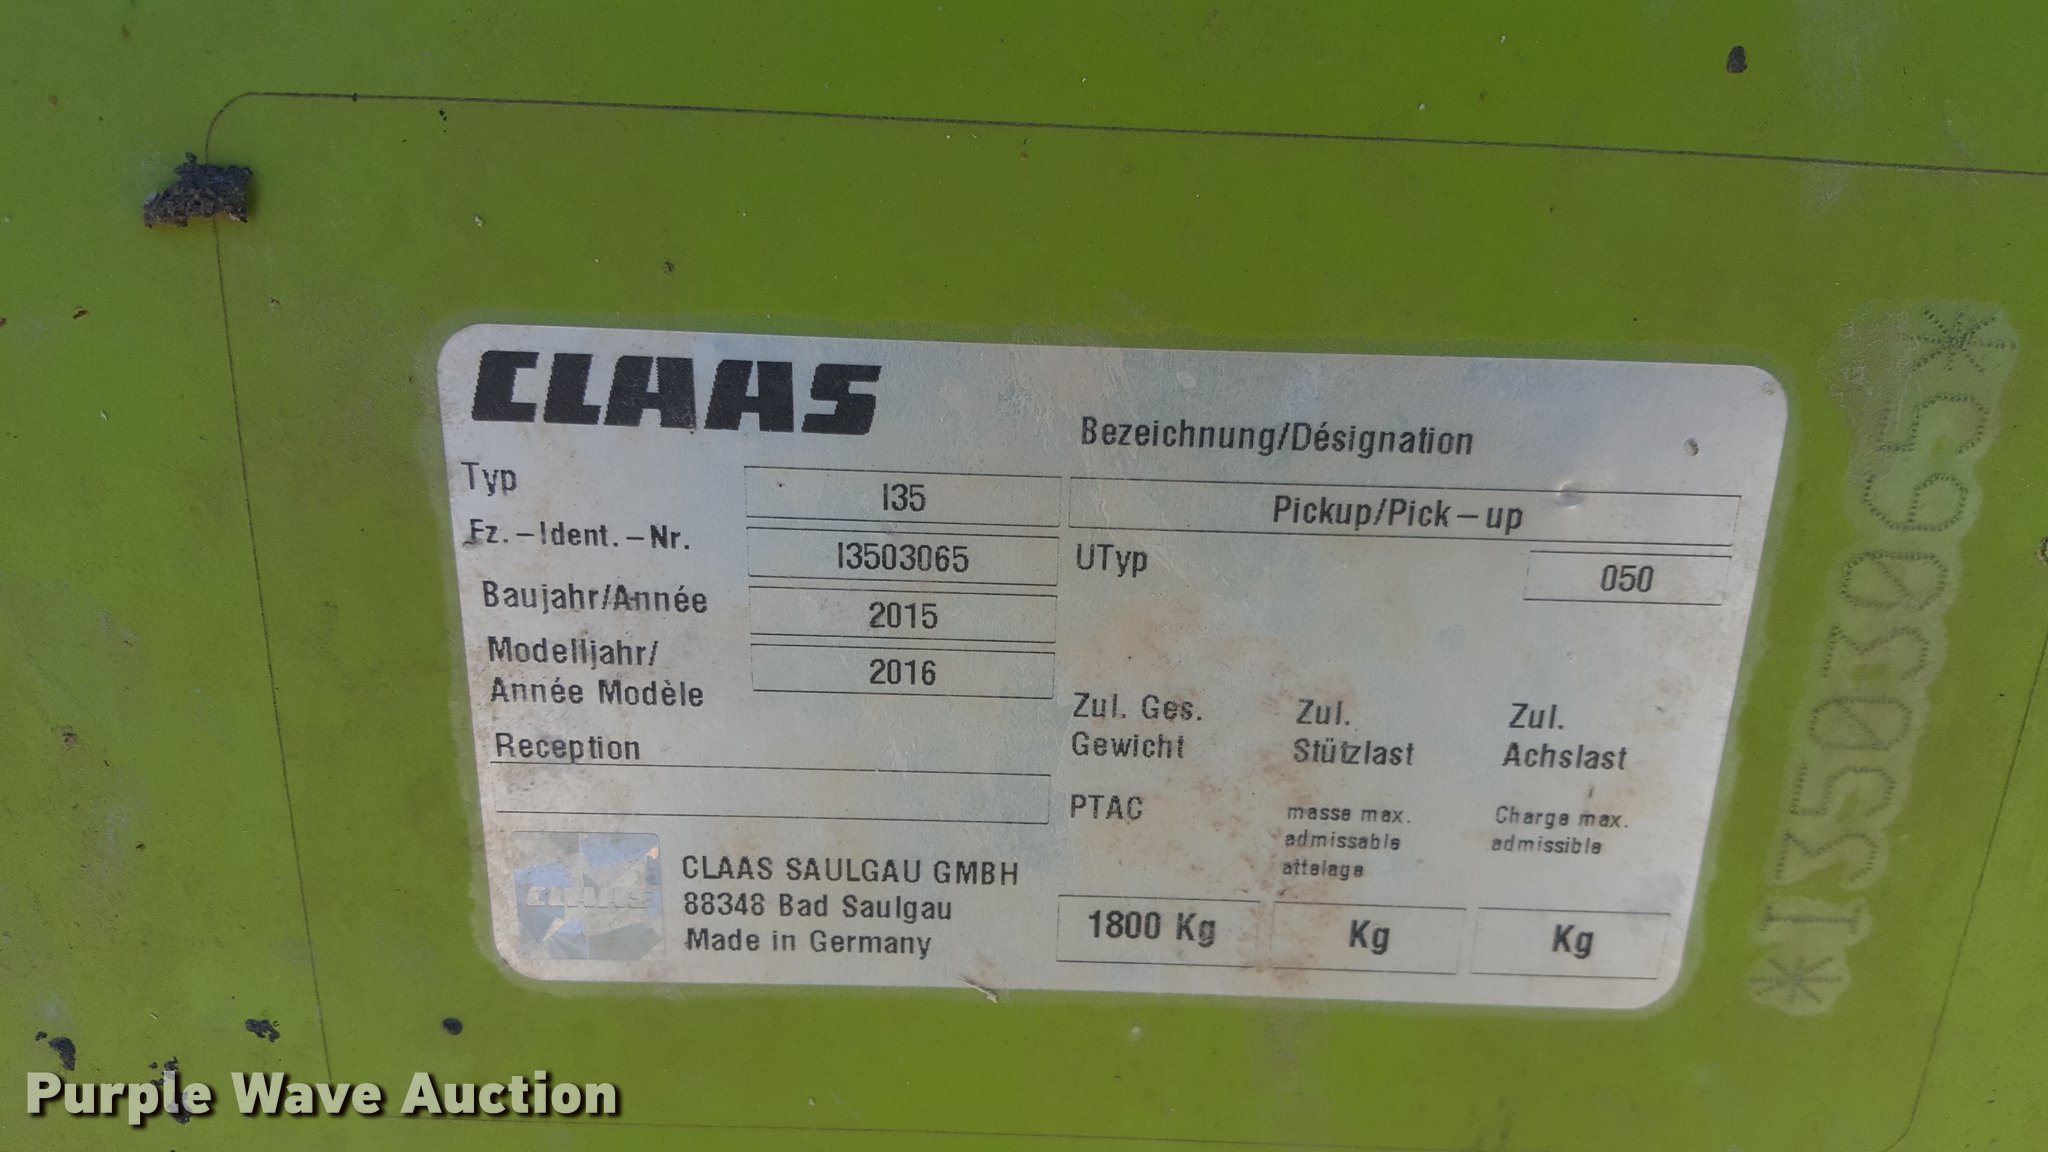 CLAAS
Bezeichnung/Désignation
Typ I35 Pickup/Pick-up
Fz.-Ident.-Nr. I3503065 UTyp 050
Baujahr/Année 2015
Modelljahr/
Année Modèle 2016
Reception
Zul. Ges.
Gewicht
PTAC
1800 Kg
Zul.
Stützlast
masse max.
admissable
attelage
Kg
Zul.
Achslast
Charge max.
admissible
Kg
CLAAS
CLAAS SAULGAU GMBH
88348 Bad Saulgau
Made in Germany
*I3503065*
Purple Wave Auction